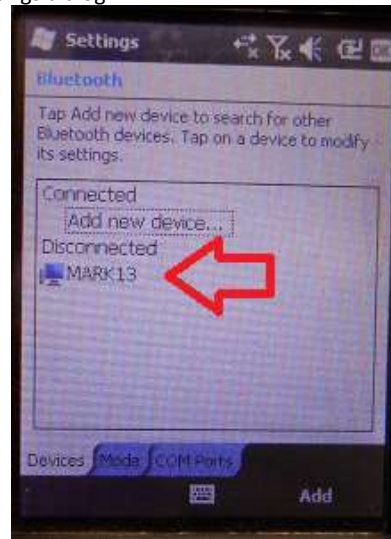 Settings
Bluetooth
Tap Add new device to search for other
Bluetooth devices. Tap on a device to modify
its settings.
Connected
Add new device...
Disconnected
MARK13
Devices Mode COM Ports
Add